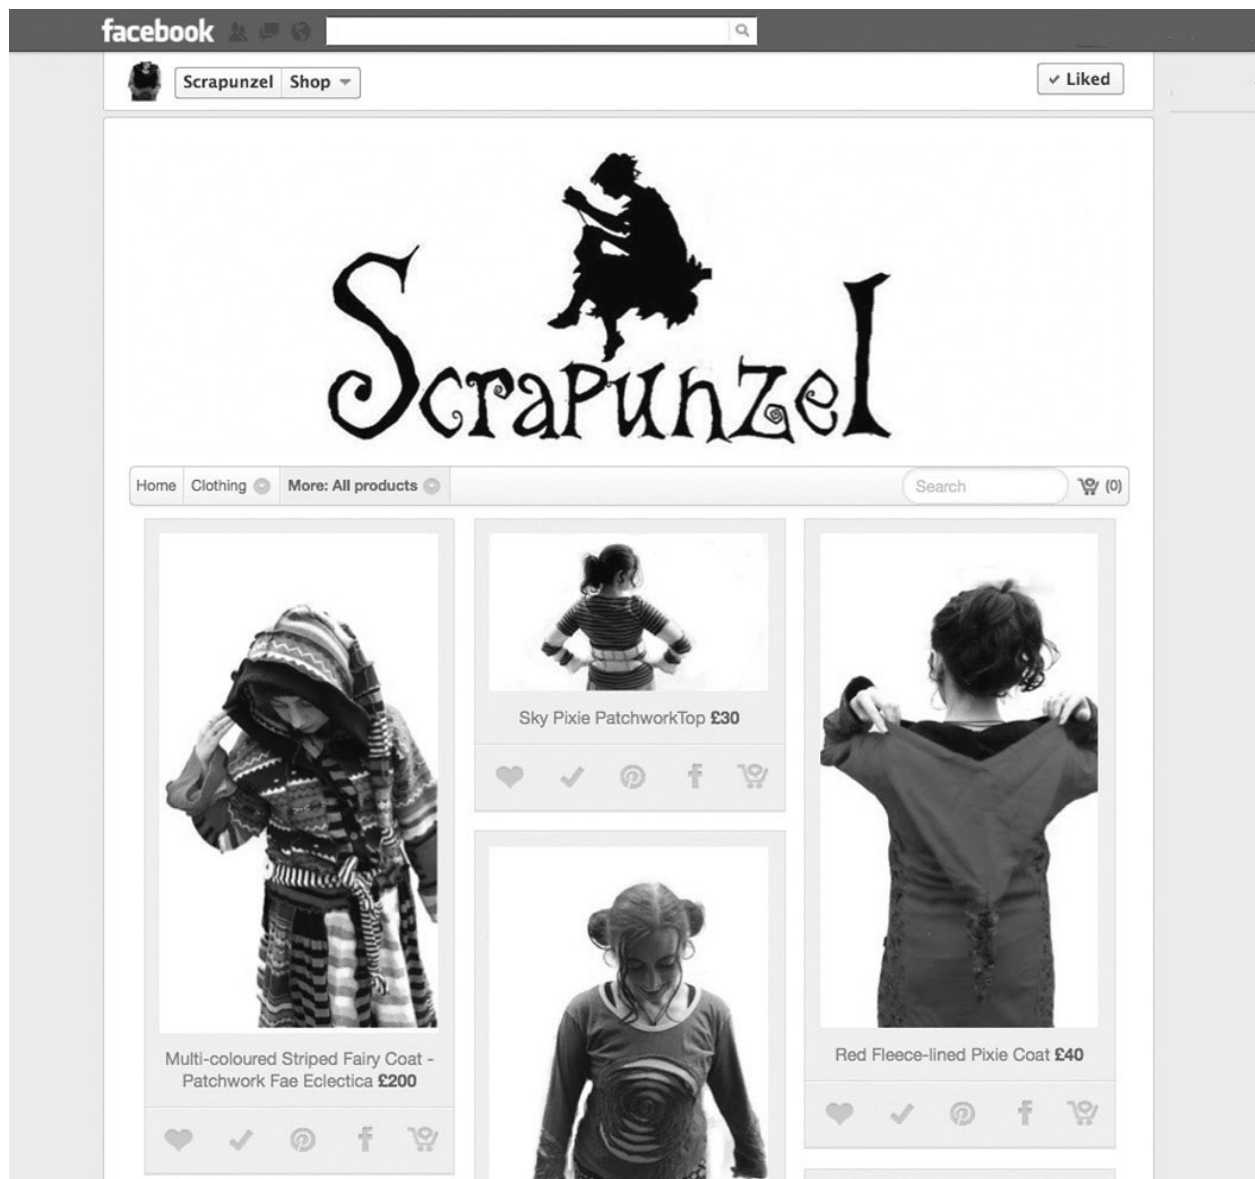 facebook
Scrapunzel Shop
Liked
Scrapunzel
Home Clothing More: All products Search (0)
Multi-coloured Striped Fairy Coat -
Patchwork Fae Eclectica £200
Sky Pixie PatchworkTop £30
Red Fleece-lined Pixie Coat £40